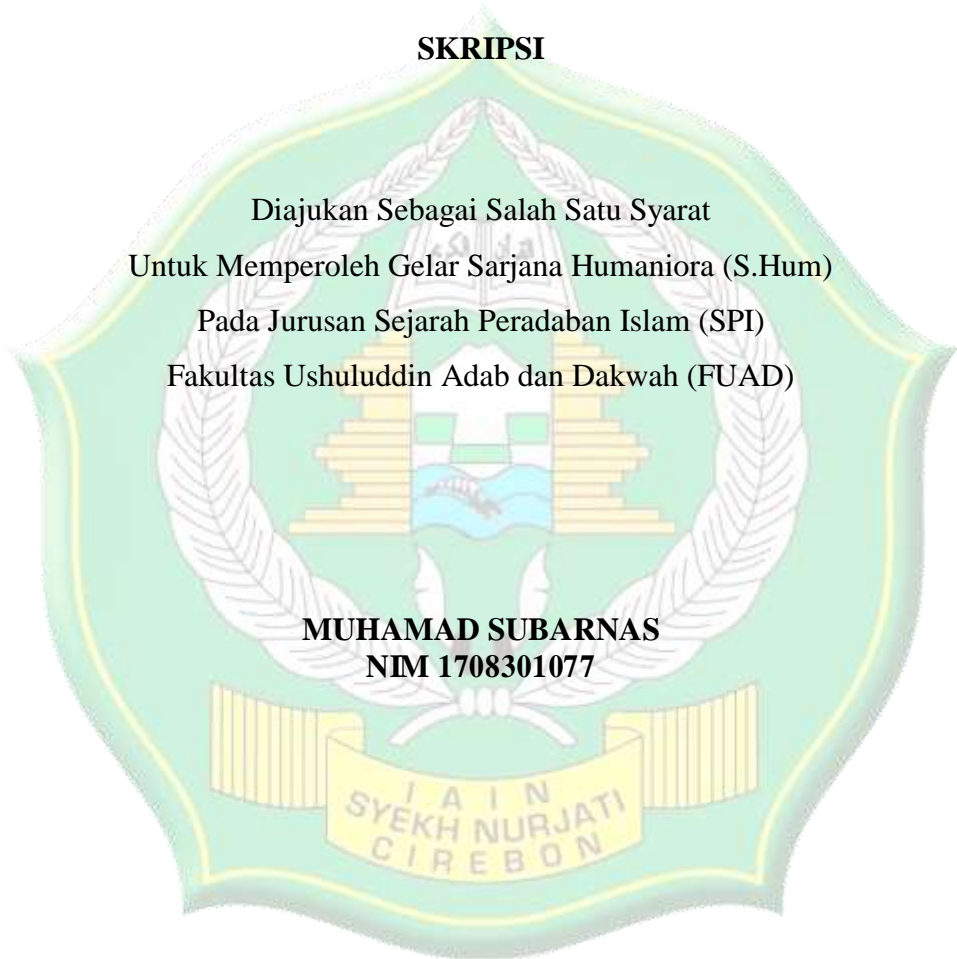 SKRIPSI
Diajukan Sebagai Salah Satu Syarat
Untuk Memperoleh Gelar Sarjana Humaniora (S.Hum)
Pada Jurusan Sejarah Peradaban Islam (SPI)
Fakultas Ushuluddin Adab dan Dakwah (FUAD)
MUHAMAD SUBARNAS
NIM 1708301077
IAIN
SYEKH NURJATI
CIREBON